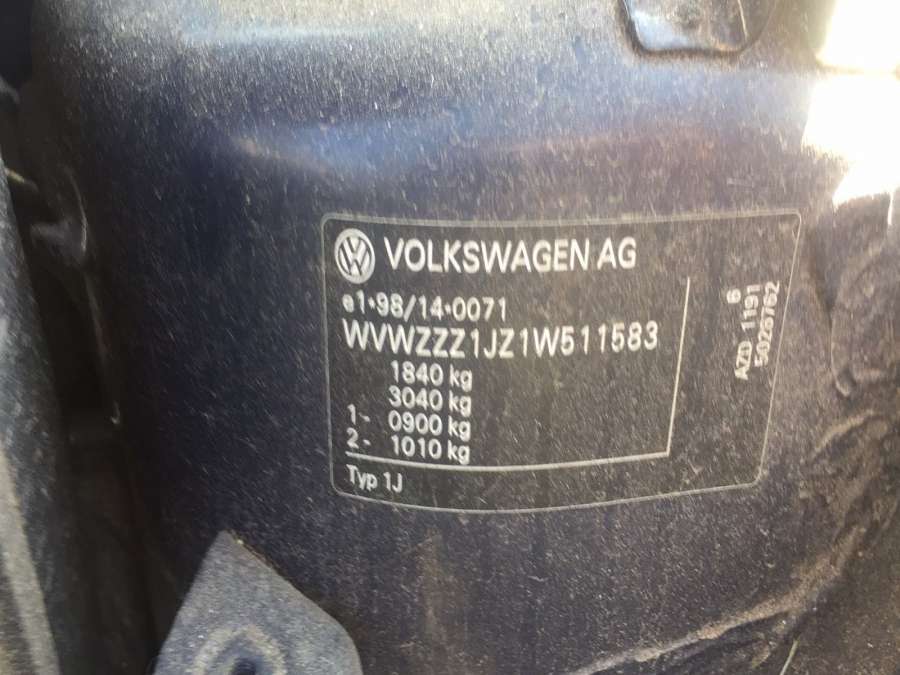 VOLKSWAGEN AG
e1*98/14*0071
WVWZZZ1JZ1W511583
1840 kg
3040 kg
1- 0900 kg
2- 1010 kg
Typ 1J
6
AZD 1191
5026762